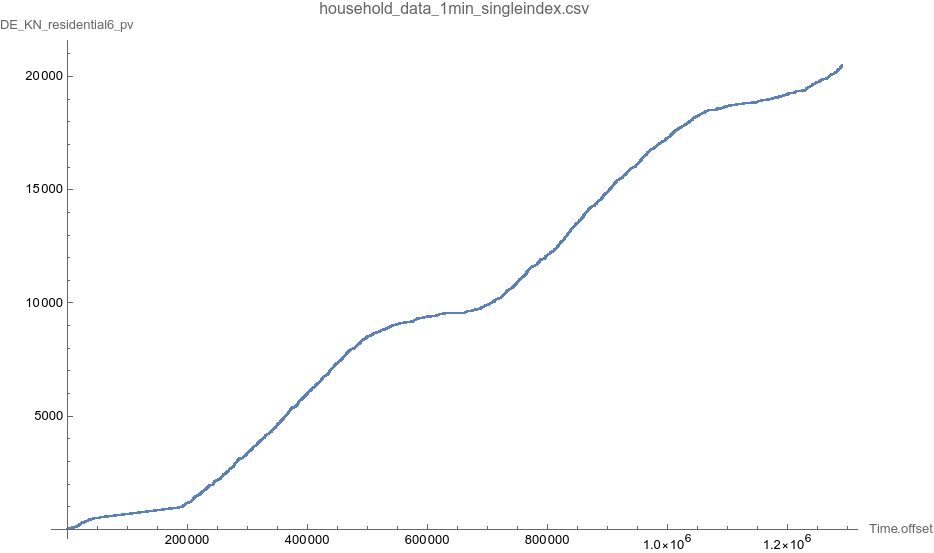 household_data_1min_singleindex.csv
DE_KN_residential6_pv
20000
15000
10000
5000
200000 400000 600000 800000 1.0×10⁶ 1.2×10⁶
Time.offset